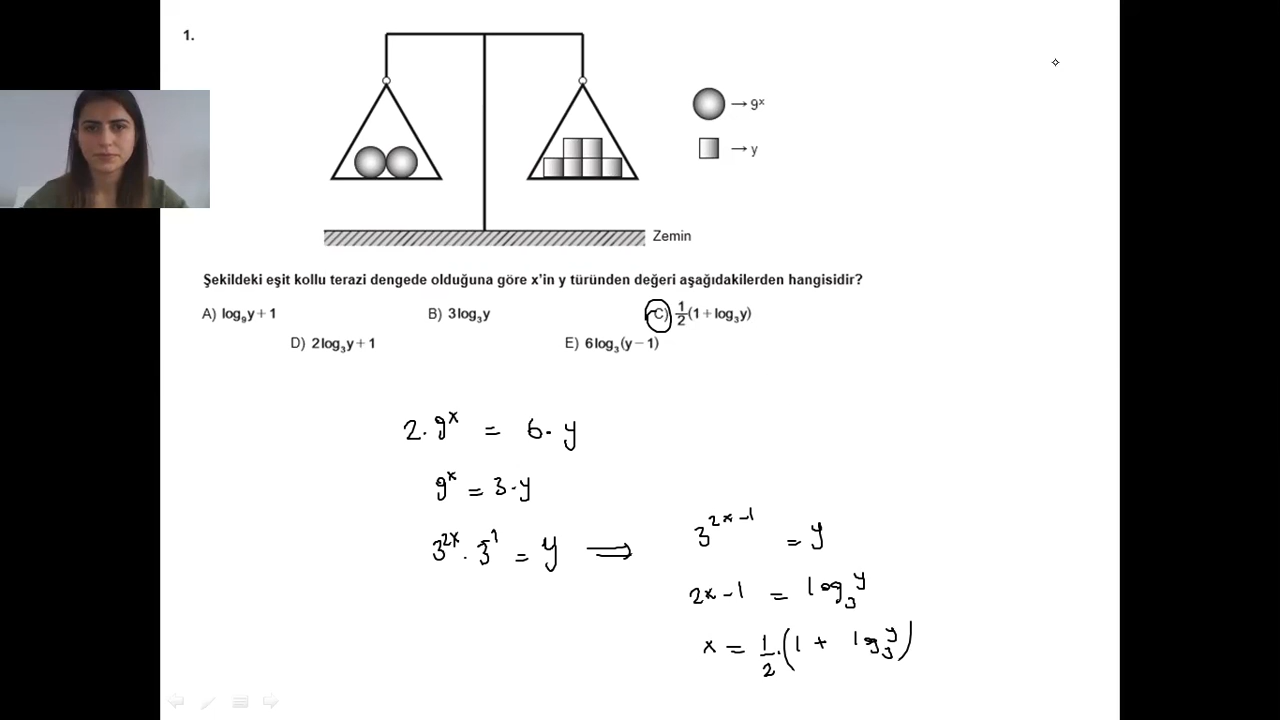 1.
→ 9ˣ
→ y
Zemin
Şekildeki eşit kollu terazi dengede olduğuna göre x'in y türünden değeri aşağıdakilerden hangisidir?
A) log₉y + 1 B) 3log₃y C) 1/2(1 + log₃y)
D) 2log₃y + 1 E) 6log₃(y − 1)
2 · 9ˣ = 6 · y
9ˣ = 3 · y
3²ˣ · 3⁻¹ = y ⟹ 3²ˣ⁻¹ = y
2x − 1 = log₃y
x = 1/2 · (1 + log₃y)